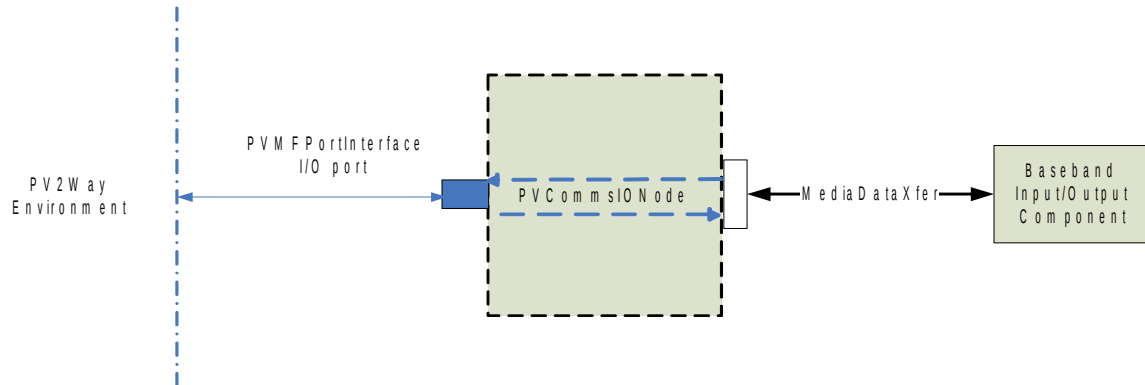 PV2Way
Environment
PVMFPortInterface
I/O port
PVCommsIONode
MediaDataXfer
Baseband
Input/Output
Component